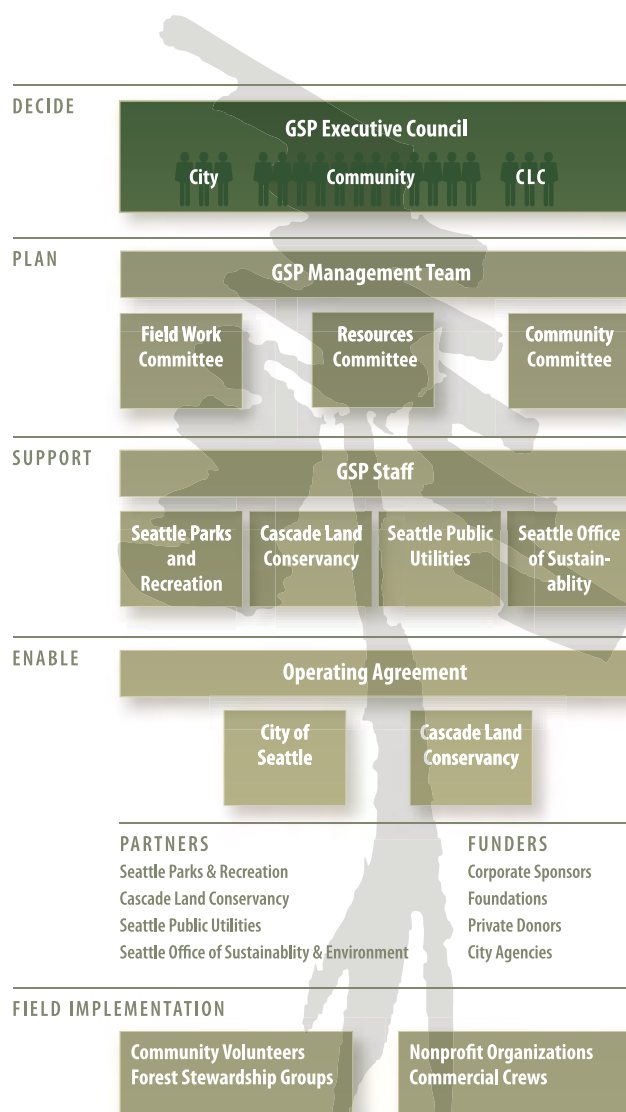 DECIDE
GSP Executive Council
City
Community
CLC
PLAN
GSP Management Team
Field Work
Committee
Resources
Committee
Community
Committee
SUPPORT
GSP Staff
Seattle Parks
and
Recreation
Cascade Land
Conservancy
Seattle Public
Utilities
Seattle Office
of Sustain-
ablity
ENABLE
Operating Agreement
City of
Seattle
Cascade Land
Conservancy
PARTNERS
Seattle Parks & Recreation
Cascade Land Conservancy
Seattle Public Utilities
Seattle Office of Sustainablity & Environment
FUNDERS
Corporate Sponsors
Foundations
Private Donors
City Agencies
FIELD IMPLEMENTATION
Community Volunteers
Forest Stewardship Groups
Nonprofit Organizations
Commercial Crews